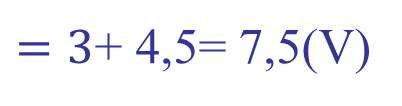 = 3+ 4,5= 7,5(V)